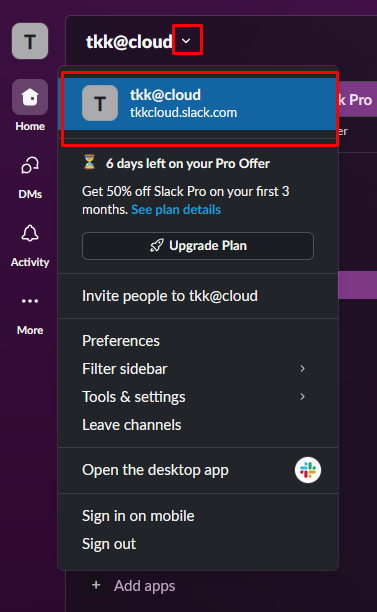 T
tkk@cloud
T
tkk@cloud
tkkcloud.slack.com
k Pro
er
Home
DMs
Activity
More
6 days left on your Pro Offer
Get 50% off Slack Pro on your first 3
months. See plan details
Upgrade Plan
Invite people to tkk@cloud
Preferences
Filter sidebar
Tools & settings
Leave channels
Open the desktop app
Sign in on mobile
Sign out
+ Add apps